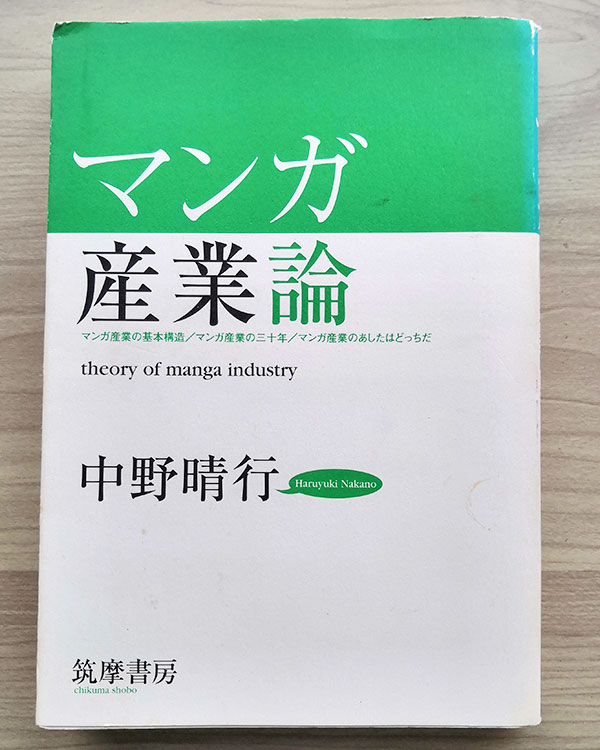 マンガ
産業論
マンガ産業の基本構造／マンガ産業の三十年／マンガ産業のあしたはどっちだ
theory of manga industry
中野晴行
Haruyuki Nakano
筑摩書房
chikuma shobo